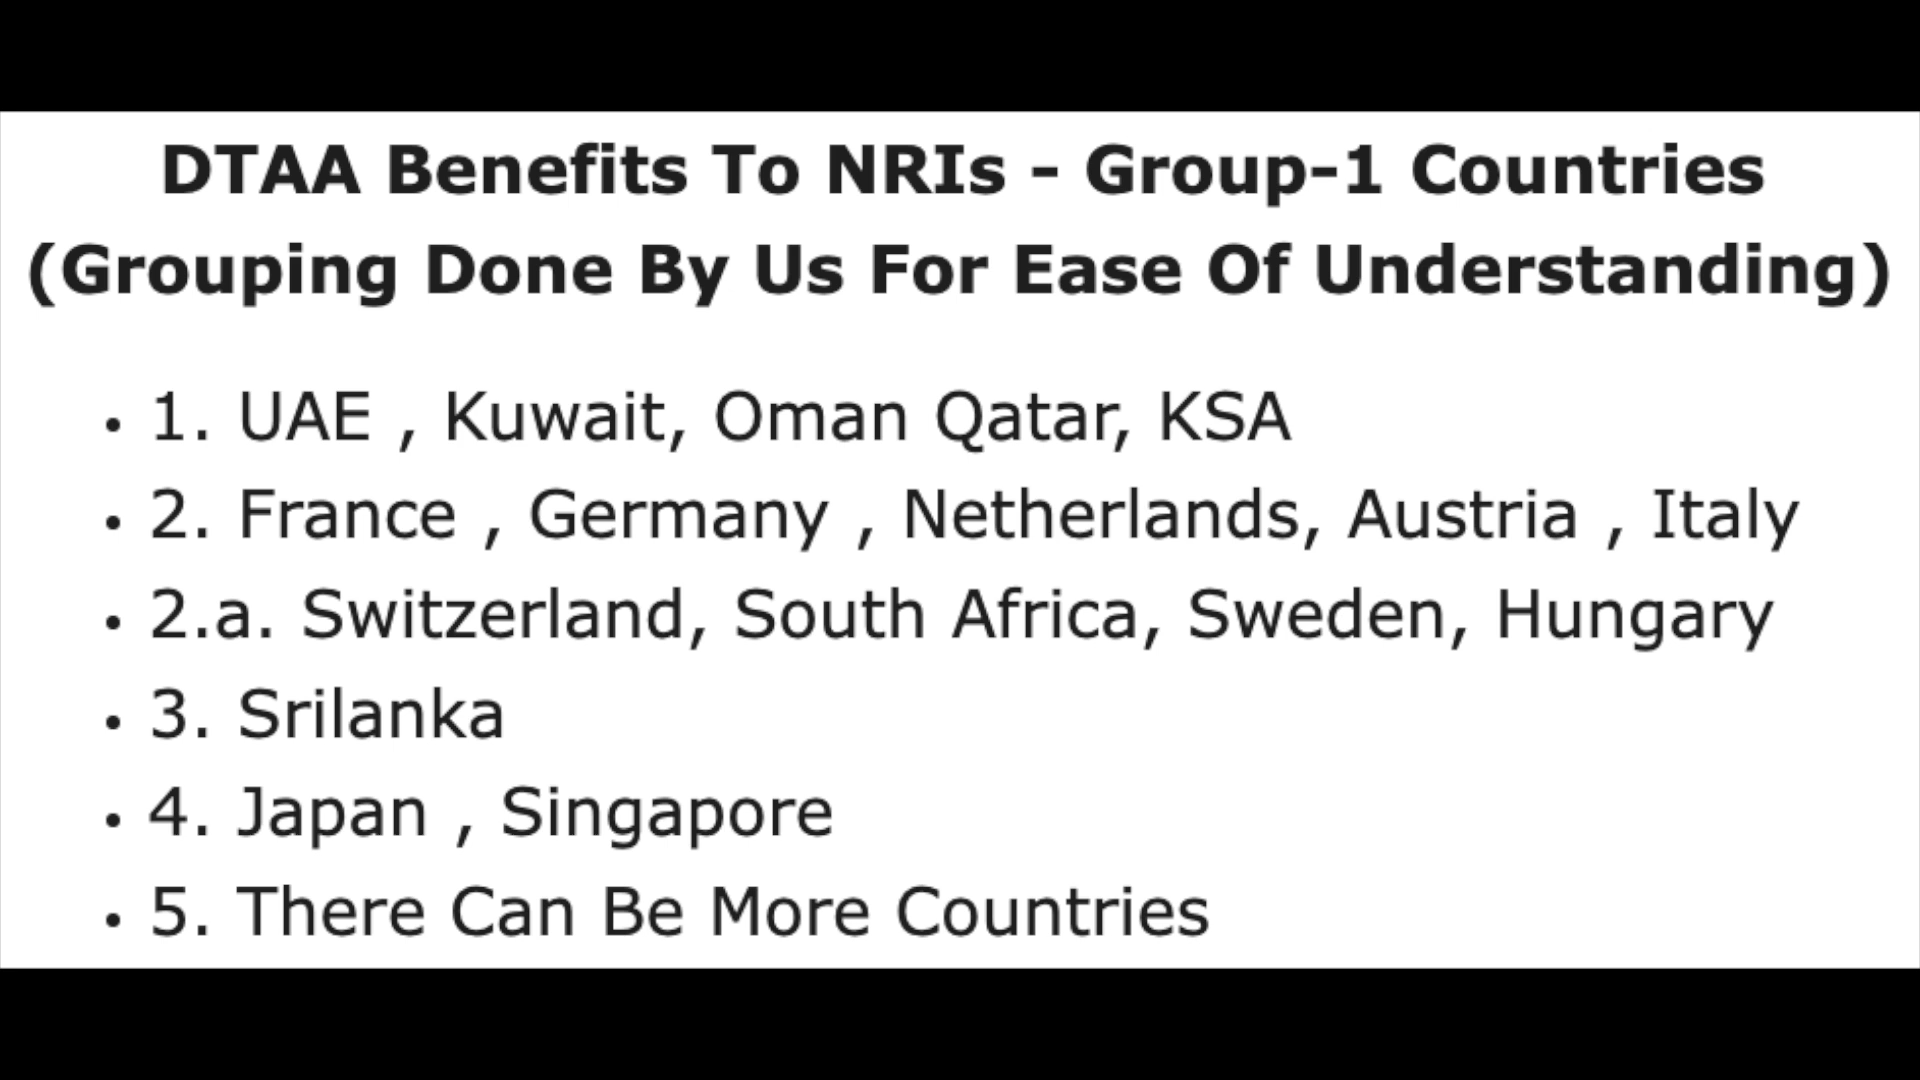 DTAA Benefits To NRIs - Group-1 Countries
(Grouping Done By Us For Ease Of Understanding)
• 1. UAE , Kuwait, Oman Qatar, KSA
• 2. France , Germany , Netherlands, Austria , Italy
• 2.a. Switzerland, South Africa, Sweden, Hungary
• 3. Srilanka
• 4. Japan , Singapore
• 5. There Can Be More Countries